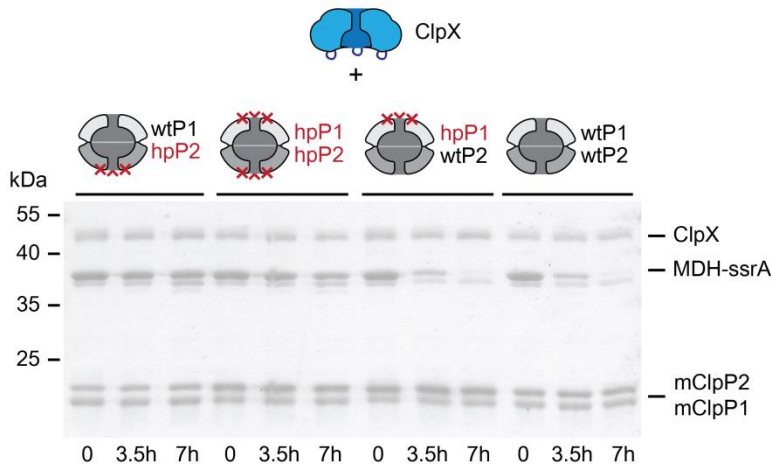 ClpX
+
wtP1
hpP2
hpP1
hpP2
hpP1
wtP2
wtP1
wtP2
kDa
55
40
35
25
ClpX
MDH-ssrA
mClpP2
mClpP1
0 3.5h 7h 0 3.5h 7h 0 3.5h 7h 0 3.5h 7h